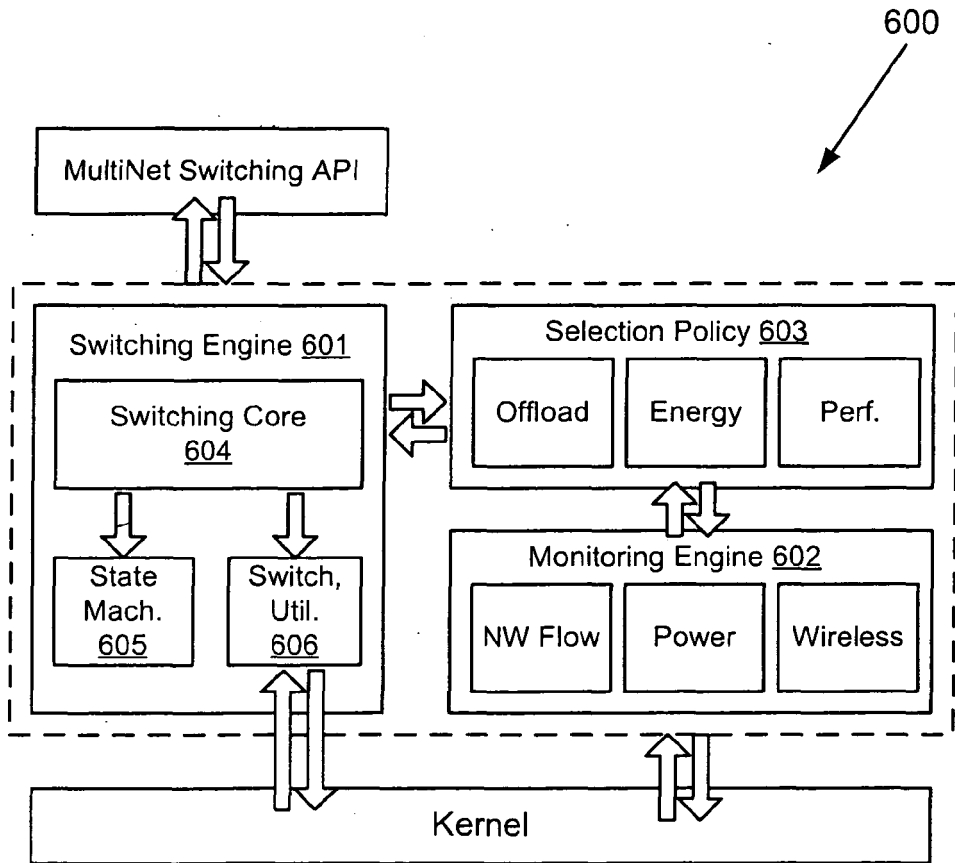 600
MultiNet Switching API
Switching Engine 601
Switching Core
604
State
Mach.
605
Switch,
Util.
606
Selection Policy 603
Offload
Energy
Perf.
Monitoring Engine 602
NW Flow
Power
Wireless
Kernel